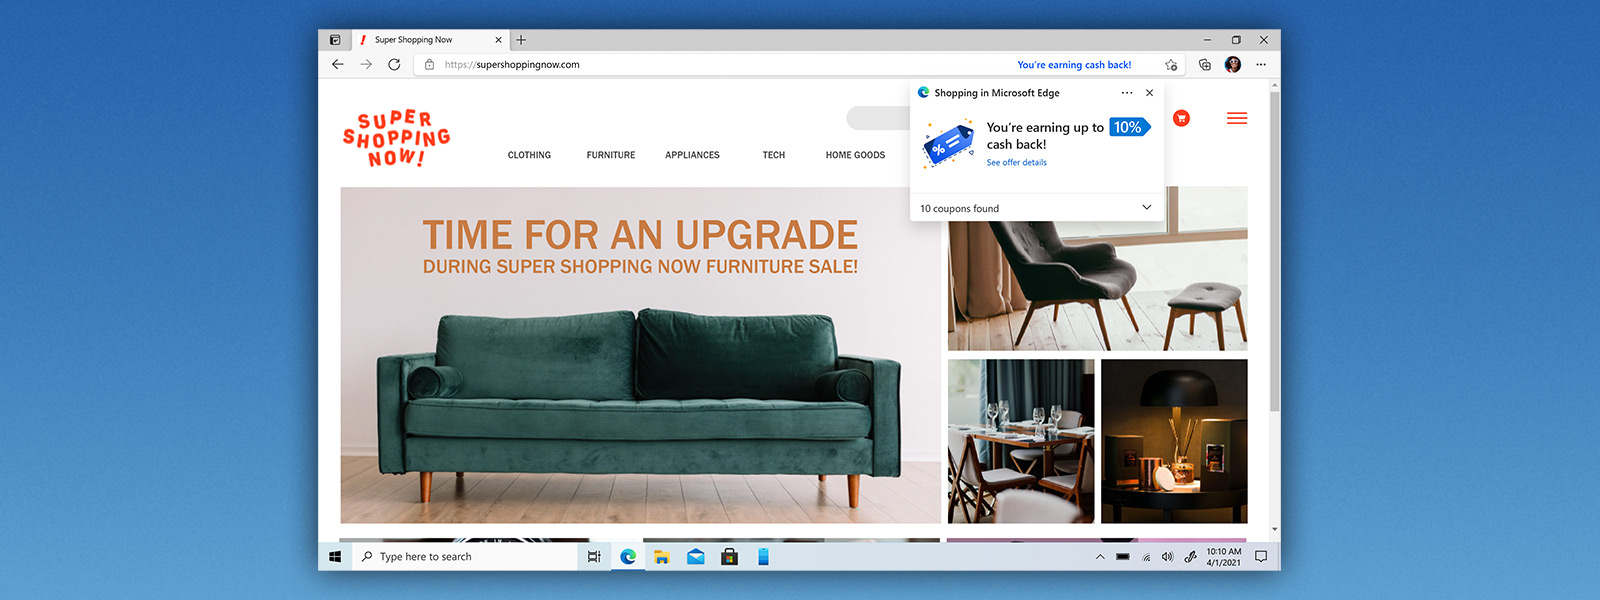 Super Shopping Now
https://supershoppingnow.com
You're earning cash back!
Shopping in Microsoft Edge
You're earning up to 10%
cash back!
See offer details
10 coupons found
SUPER
SHOPPING
NOW!
CLOTHING
FURNITURE
APPLIANCES
TECH
HOME GOODS
TIME FOR AN UPGRADE
DURING SUPER SHOPPING NOW FURNITURE SALE!
Type here to search
10:10 AM
4/1/2021